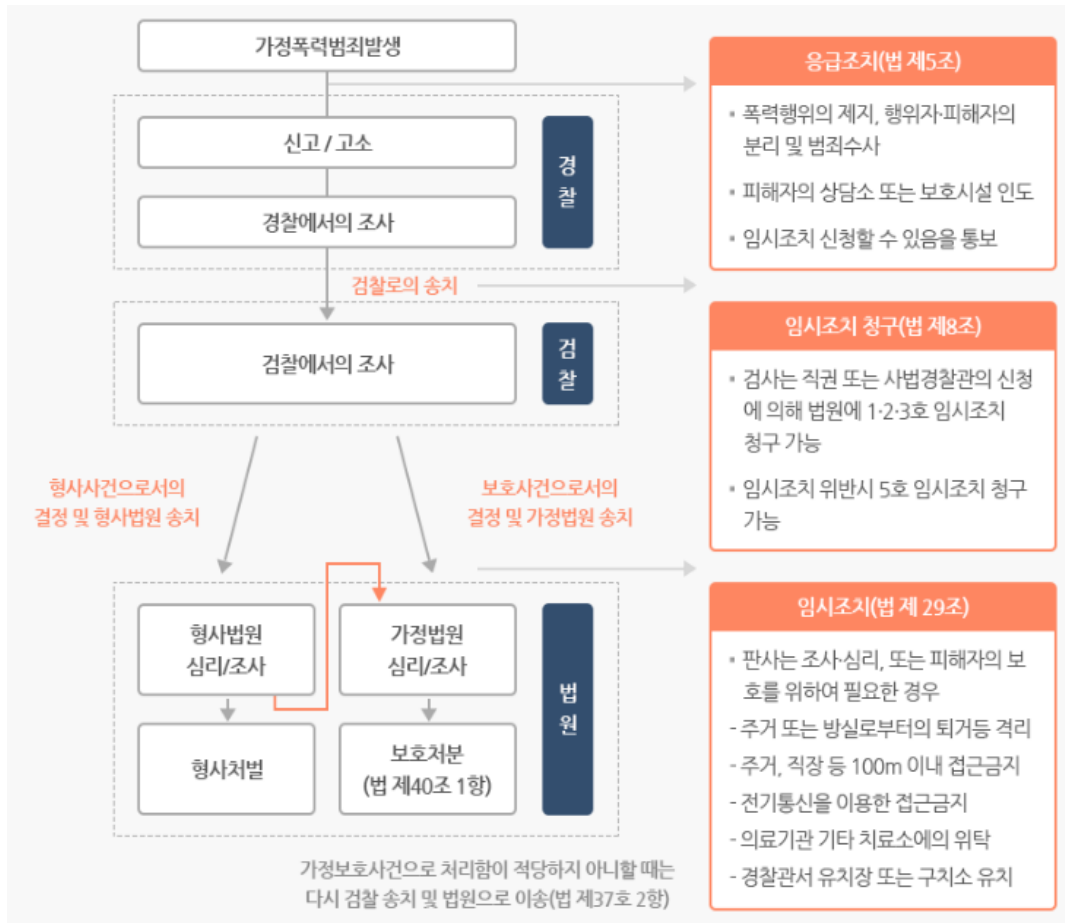 가정폭력범죄발생
신고 / 고소
경찰에서의 조사
경
찰
검찰로의 송치
검찰에서의 조사
검
찰
형사사건으로서의
결정 및 형사법원 송치
보호사건으로서의
결정 및 가정법원 송치
형사법원
심리/조사
가정법원
심리/조사
형사처벌
보호처분
(법 제40조 1항)
법
원
가정보호사건으로 처리함이 적당하지 아니할 때는
다시 검찰 송치 및 법원으로 이송(법 제37호 2항)
응급조치(법 제5조)
▪ 폭력행위의 제지, 행위자·피해자의
분리 및 범죄수사
▪ 피해자의 상담소 또는 보호시설 인도
▪ 임시조치 신청할 수 있음을 통보
임시조치 청구(법 제8조)
▪ 검사는 직권 또는 사법경찰관의 신청
에 의해 법원에 1·2·3호 임시조치
청구 가능
▪ 임시조치 위반시 5호 임시조치 청구
가능
임시조치(법 제 29조)
▪ 판사는 조사·심리, 또는 피해자의 보
호를 위하여 필요한 경우
- 주거 또는 방실로부터의 퇴거등 격리
- 주거, 직장 등 100m 이내 접근금지
- 전기통신을 이용한 접근금지
- 의료기관 기타 치료소에의 위탁
- 경찰관서 유치장 또는 구치소 유치